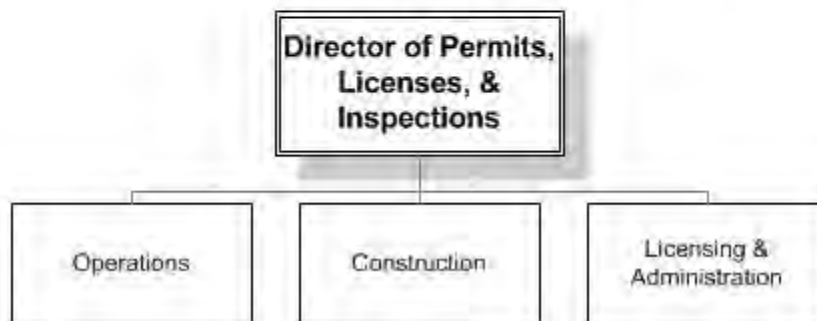 Director of Permits,
Licenses, &
Inspections
Operations
Construction
Licensing &
Administration